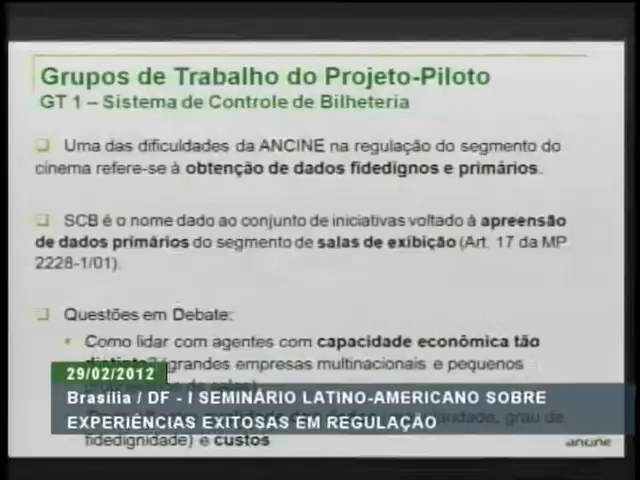 Grupos de Trabalho do Projeto-Piloto
GT 1 – Sistema de Controle de Bilheteria
Uma das dificuldades da ANCINE na regulação do segmento do
cinema refere-se à obtenção de dados fidedignos e primários.
SCB é o nome dado ao conjunto de iniciativas voltado à apreensão
de dados primários do segmento de salas de exibição (Art. 17 da MP
2228-1/01).
Questões em Debate:
Como lidar com agentes com capacidade econômica tão
(grandes empresas multinacionais e pequenos
29/02/2012
Brasília / DF - I SEMINÁRIO LATINO-AMERICANO SOBRE
EXPERIÊNCIAS EXITOSAS EM REGULAÇÃO
grau de
fidedignidade) e custos
ancine